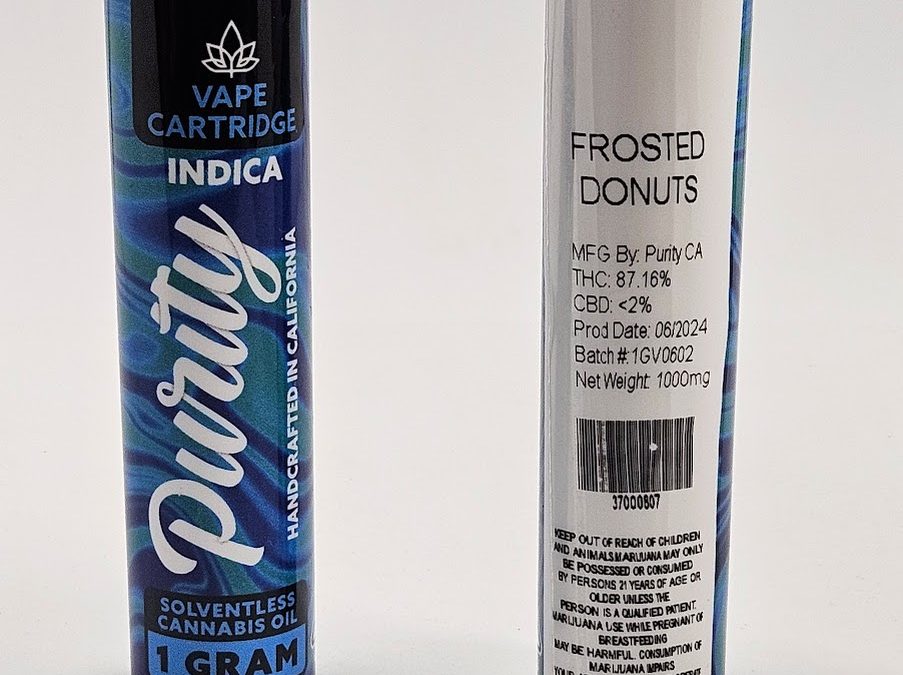 VAPE
CARTRIDGE
INDICA
Purity
HANDCRAFTED IN CALIFORNIA
SOLVENTLESS
CANNABIS OIL
1 GRAM
FROSTED
DONUTS
MFG By: Purity CA
THC: 87.16%
CBD: <2%
Prod Date: 06/2024
Batch #:1GV0602
Net Weight: 1000mg
37000807
KEEP OUT OF REACH OF CHILDREN
AND ANIMALS.MARIJUANA MAY ONLY
BE POSSESSED OR CONSUMED
BY PERSONS 21 YEARS OF AGE OR
OLDER UNLESS THE
PERSON IS A QUALIFIED PATIENT.
MARIJUANA USE WHILE PREGNANT OF
BREASTFEEDING
MAY BE HARMFUL. CONSUMPTION OF
MARIJUANA IMPAIRS